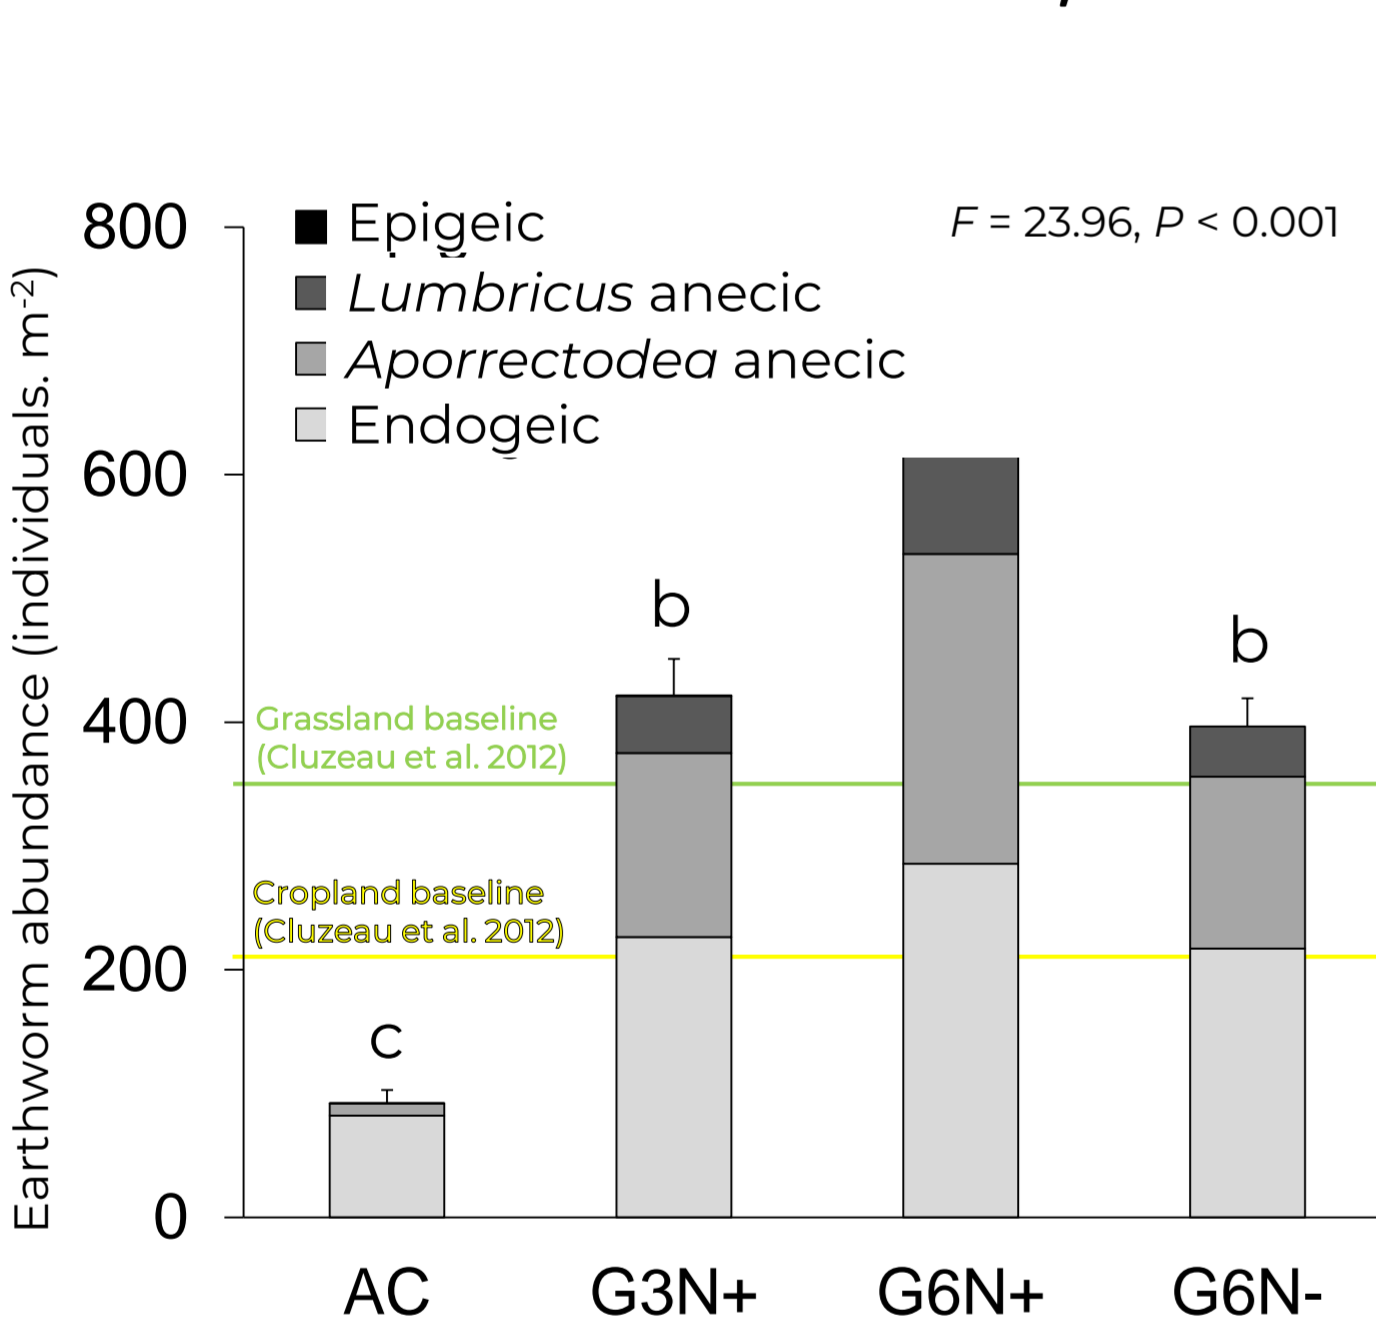 800
Epigeic
F = 23.96, P < 0.001
Lumbricus anecic
Aporrectodea anecic
Endogeic
600
b
b
400
Grassland baseline
(Cluzeau et al. 2012)
Cropland baseline
(Cluzeau et al. 2012)
200
c
0
AC
G3N+
G6N+
G6N-
Earthworm abundance (individuals. m⁻²)